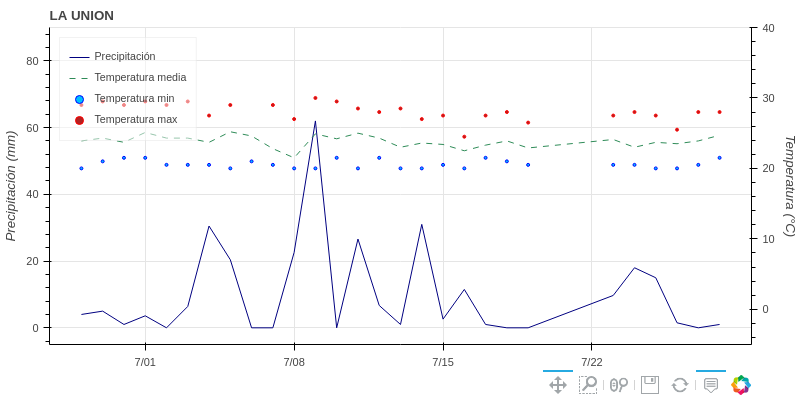 LA UNION
Precipitación
Temperatura media
Temperatura min
Temperatura max
Precipitación (mm)
80
60
40
20
0
Temperatura (°C)
40
30
20
10
0
7/01 7/08 7/15 7/22